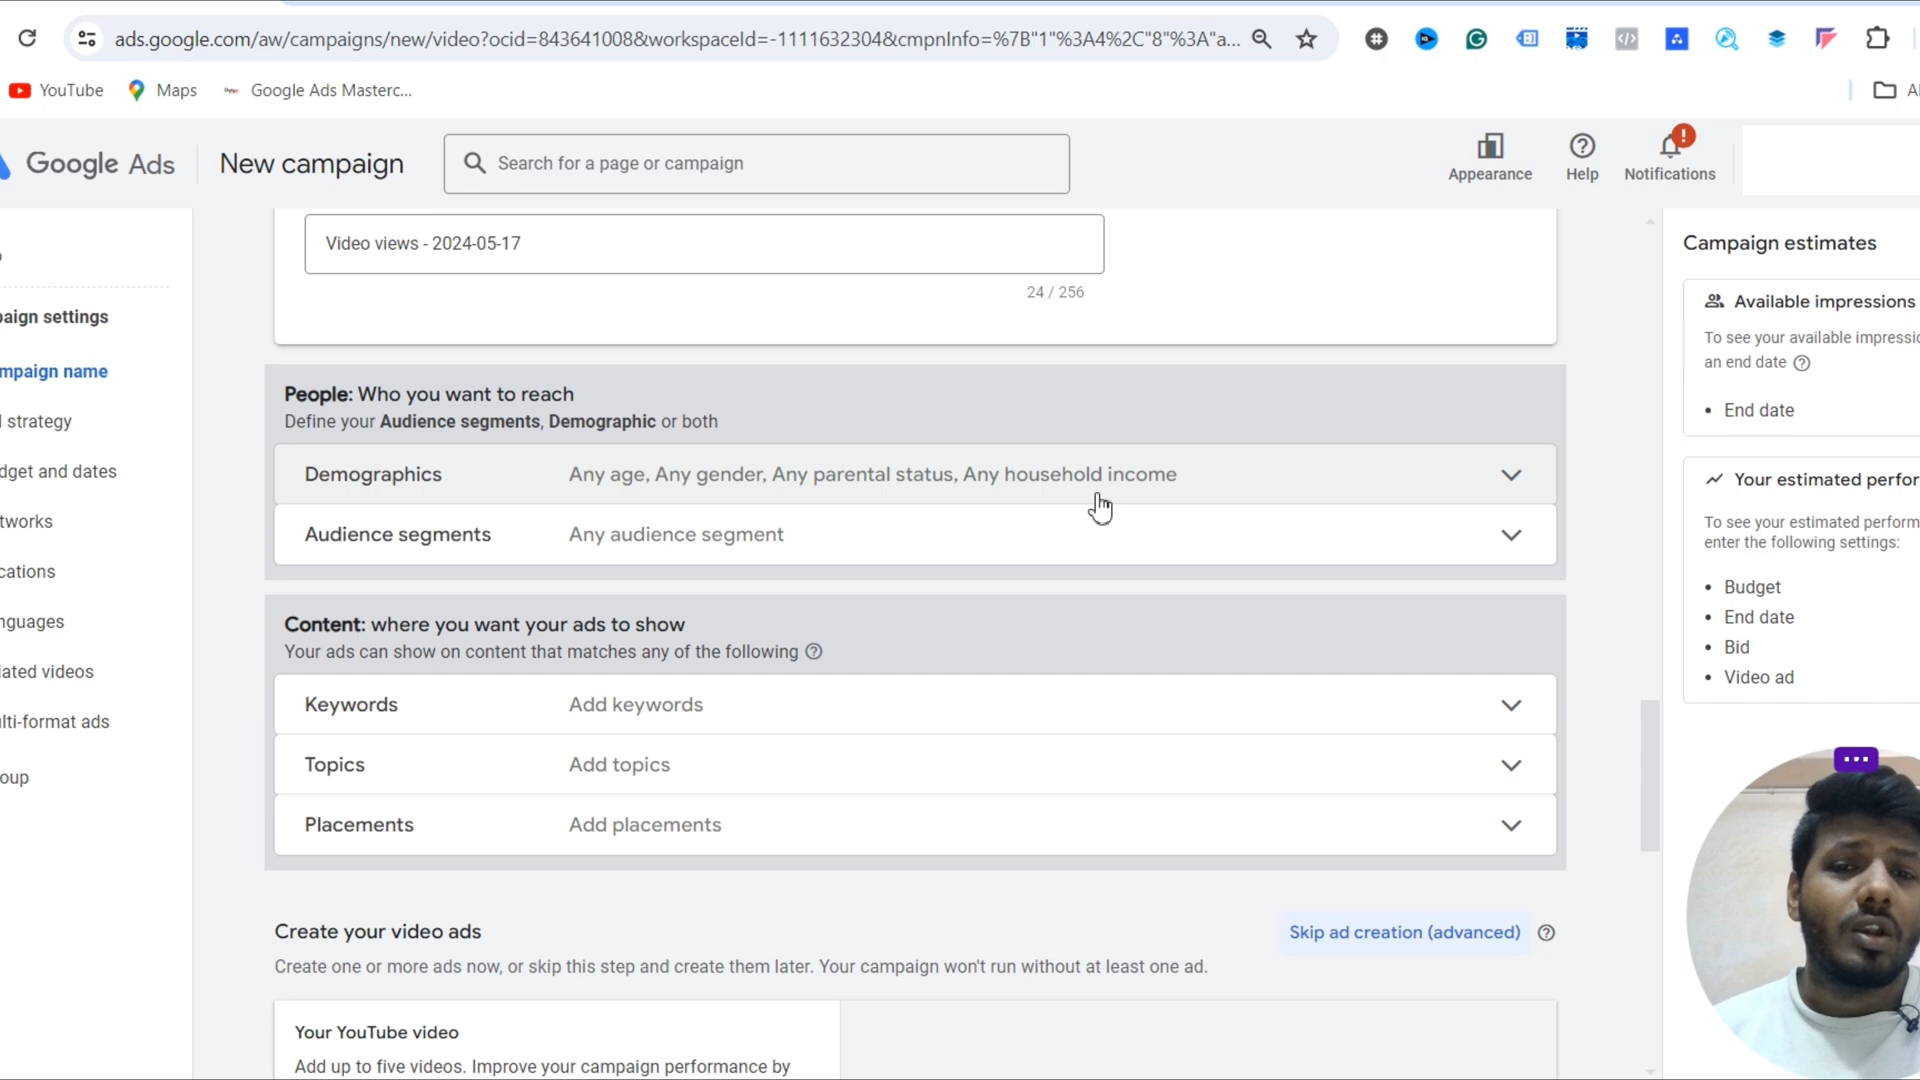 ads.google.com/aw/campaigns/new/video?ocid=843641008&workspaceId=-1111632304&cmpnInfo=%7B"1"%3A4%2C"8"%3A"a...
YouTube
Maps
Google Ads Masterc...
Google Ads
New campaign
Search for a page or campaign
Appearance
Help
Notifications
Video views - 2024-05-17
24 / 256
paign settings
mpaign name
strategy
dget and dates
tworks
cations
nguages
lated videos
lti-format ads
oup
People: Who you want to reach
Define your Audience segments, Demographic or both
Demographics Any age, Any gender, Any parental status, Any household income
Audience segments Any audience segment
Content: where you want your ads to show
Your ads can show on content that matches any of the following
Keywords Add keywords
Topics Add topics
Placements Add placements
Create your video ads
Skip ad creation (advanced)
Create one or more ads now, or skip this step and create them later. Your campaign won't run without at least one ad.
Your YouTube video
Add up to five videos. Improve your campaign performance by
Campaign estimates
Available impressions
To see your available impressio
an end date
• End date
Your estimated perfor
To see your estimated perform
enter the following settings:
• Budget
• End date
• Bid
• Video ad